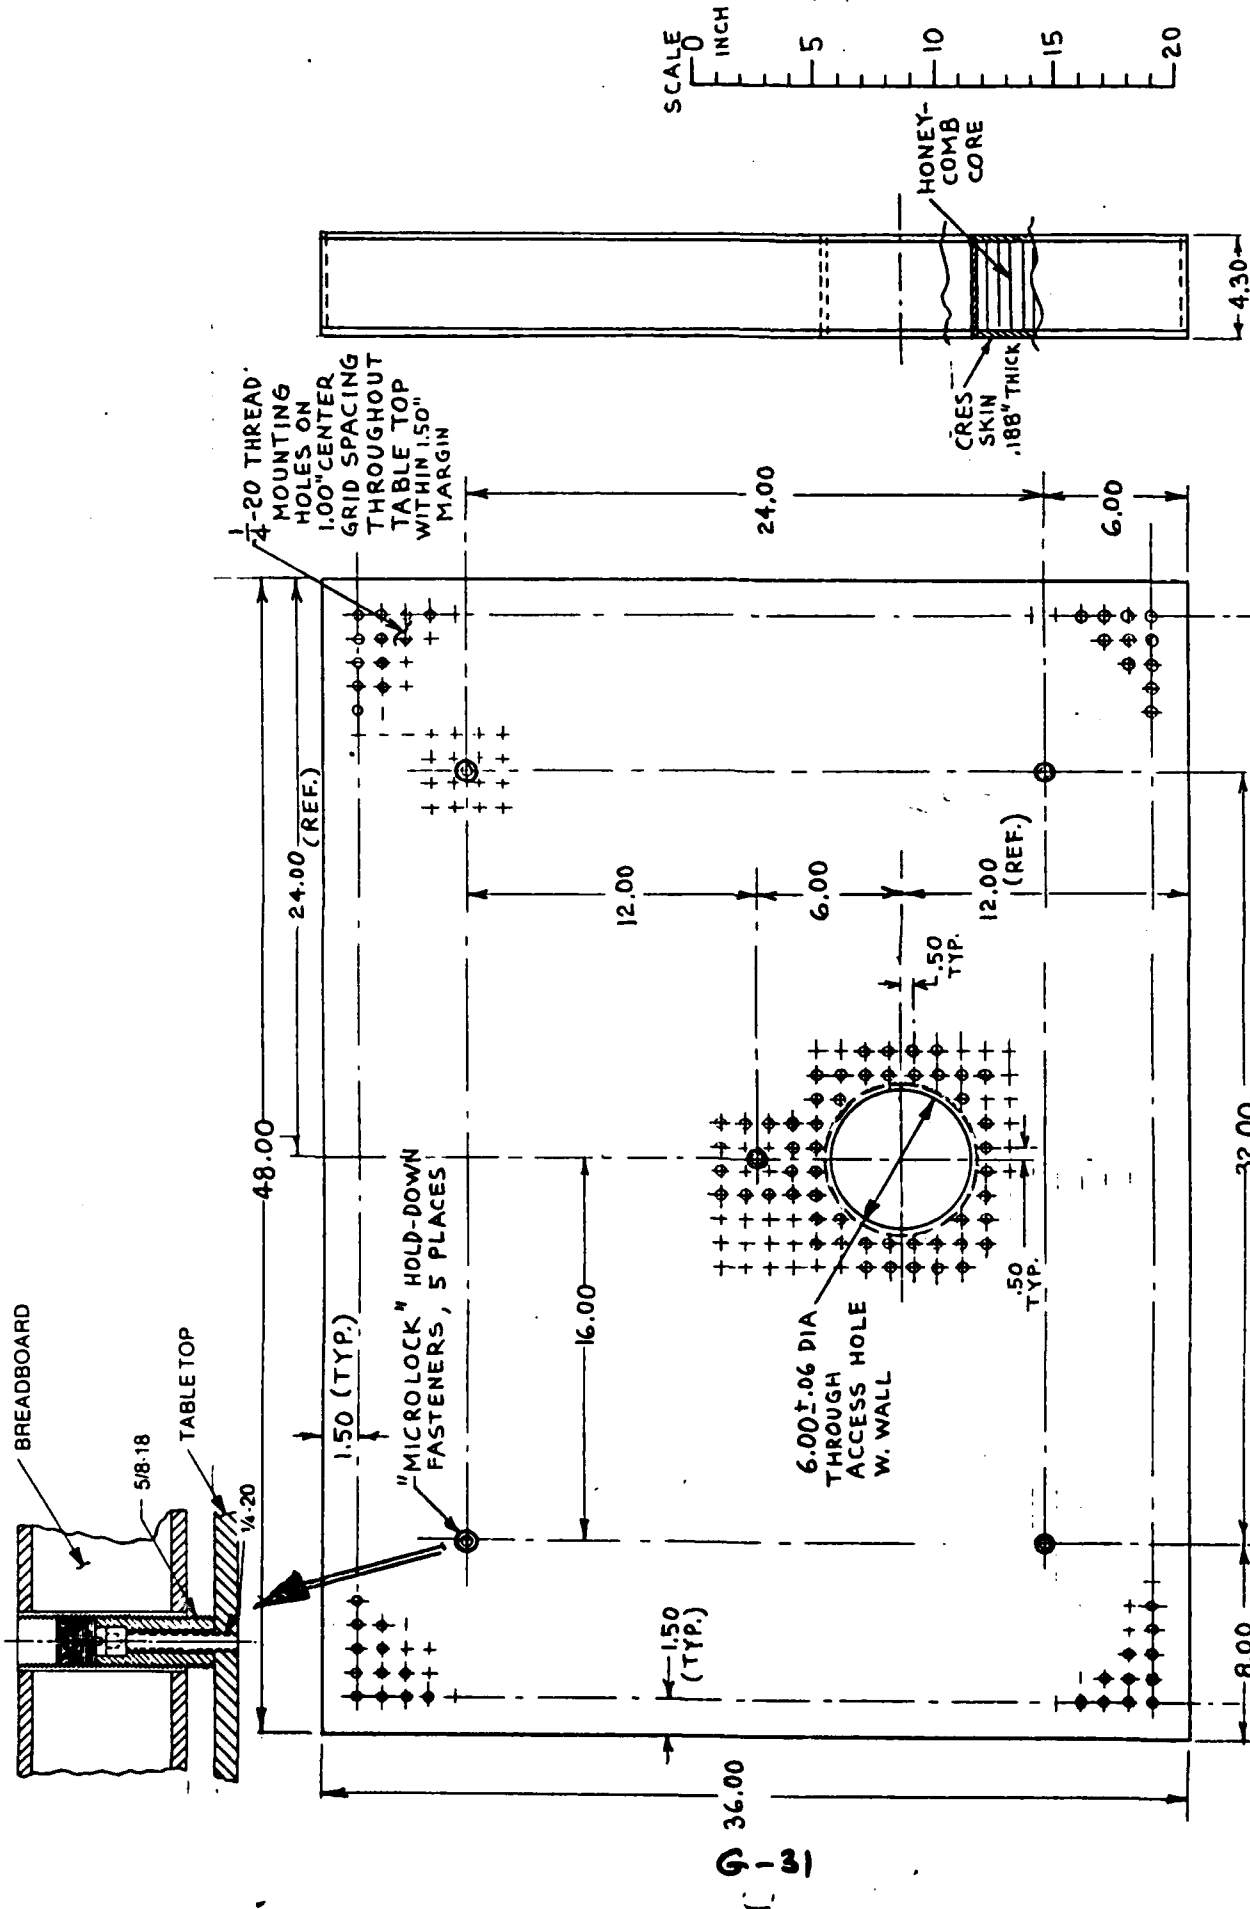 BREADBOARD
5/8-18
TABLETOP
1/4-20
48.00
24.00
(REF.)
1/4-20 THREAD
MOUNTING
HOLES ON
1.00" CENTER
GRID SPACING
THROUGHOUT
TABLE TOP
WITHIN 1.50"
MARGIN
1.50 (TYP.)
"MICROLOCK" HOLD-DOWN
FASTENERS, 5 PLACES
16.00
12.00
6.00
12.00
(REF.)
.50
TYP.
24.00
6.00
6.00±.06 DIA
THROUGH
ACCESS HOLE
W. WALL
.50
TYP.
1.50
(TYP.)
36.00
8.00
32.00
CRES
SKIN
.188" THICK
HONEY-
COMB
CORE
4.30
SCALE
0
INCH
5
10
15
20
G-31